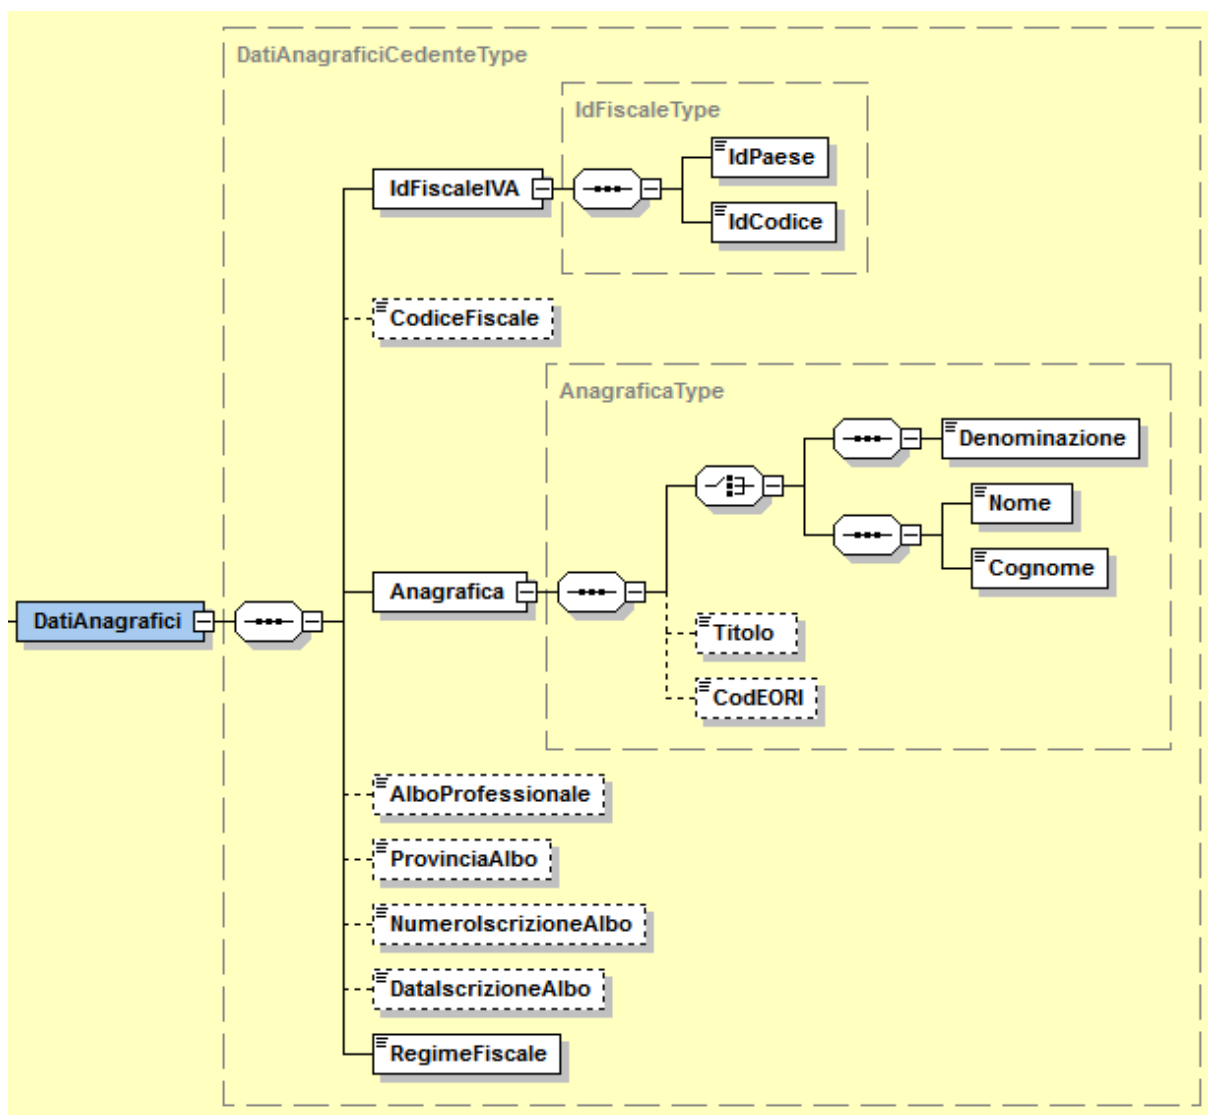 DatiAnagraficiCedenteType
IdFiscaleType
IdPaese
IdFiscaleIVA
IdCodice
CodiceFiscale
AnagraficaType
Denominazione
Nome
Cognome
Anagrafica
DatiAnagrafici
Titolo
CodEORI
AlboProfessionale
ProvinciaAlbo
NumeroIscrizioneAlbo
DataIscrizioneAlbo
RegimeFiscale